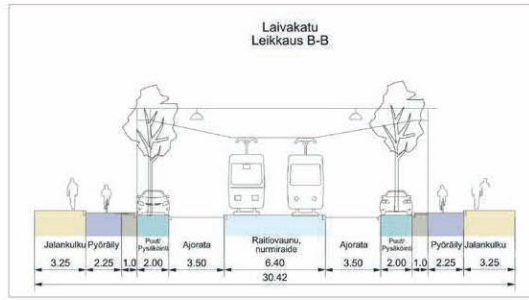 Laivakatu
Leikkaus B-B
Jalankulku Pyöräily Puut/ Pysäköinti Ajorata Raitiovaunu, nurmiraide Ajorata Puut/ Pysäköinti Pyöräily Jalankulku
3.25 2.25 1.0 2.00 3.50 6.40 3.50 2.00 1.0 2.25 3.25
30.42